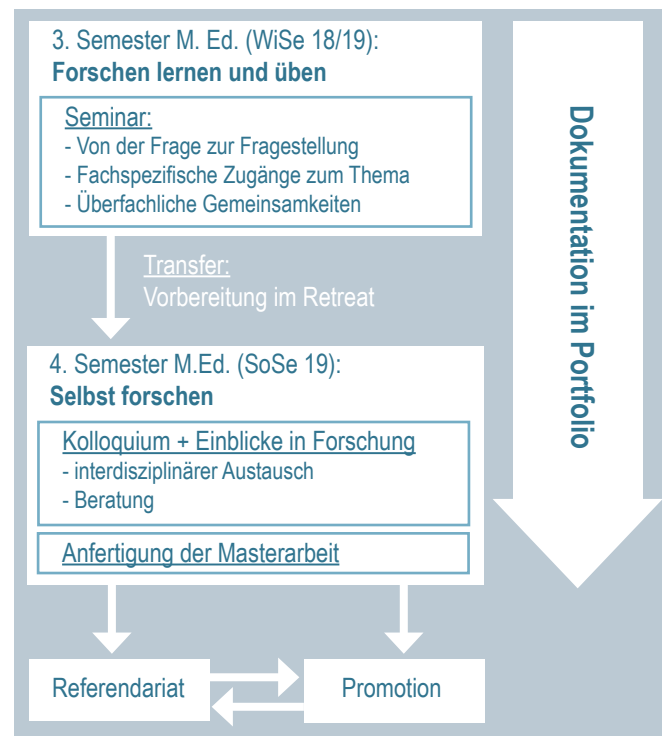 3. Semester M. Ed. (WiSe 18/19):
Forschen lernen und üben
Seminar:
- Von der Frage zur Fragestellung
- Fachspezifische Zugänge zum Thema
- Überfachliche Gemeinsamkeiten
Transfer:
Vorbereitung im Retreat
4. Semester M.Ed. (SoSe 19):
Selbst forschen
Kolloquium + Einblicke in Forschung
- interdisziplinärer Austausch
- Beratung
Anfertigung der Masterarbeit
Referendariat
Promotion
Dokumentation im Portfolio